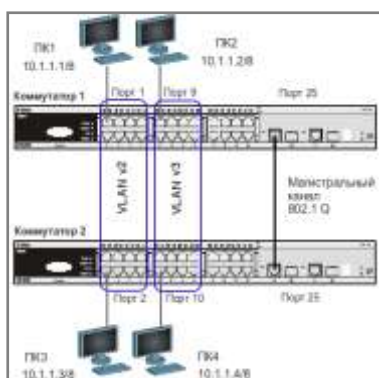 ПК1
10.1.1.1/8
ПК2
10.1.1.2/8
Порт 1
Порт 9
Порт 25
Коммутатор 1
VLAN v2
VLAN v3
Магистральный
канал
802.1 Q
Коммутатор 2
Порт 2
Порт 10
Порт 25
ПК3
10.1.1.3/8
ПК4
10.1.1.4/8